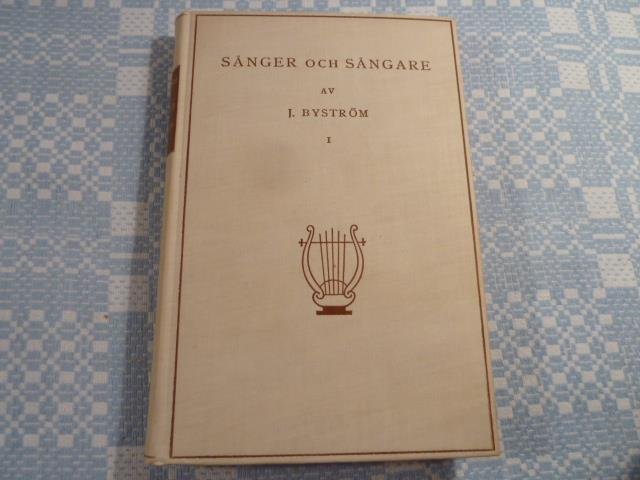 SÅNGER OCH SÅNGARE
AV
J. BYSTRÖM
I